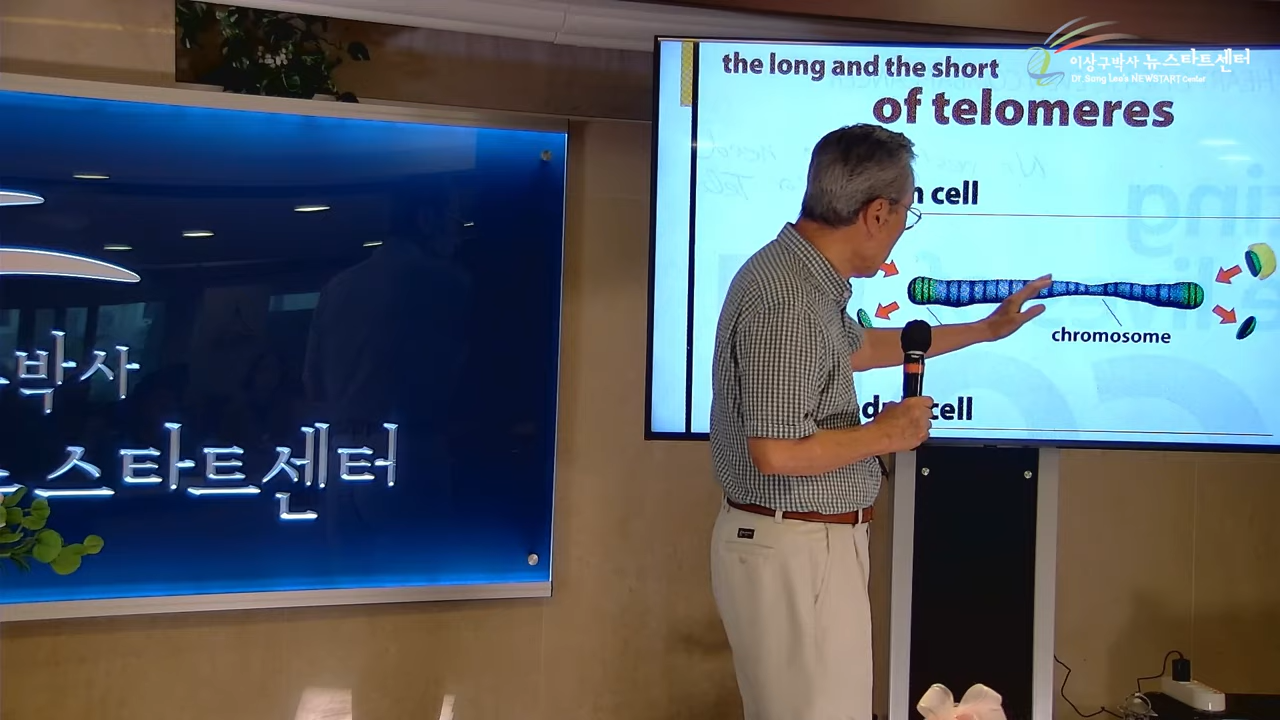 the long and the short
of telomeres
이상구박사 뉴스타트센터
Dr. Sang Lee's NEWSTART Center
cell
chromosome
cell
박사
스타트센터